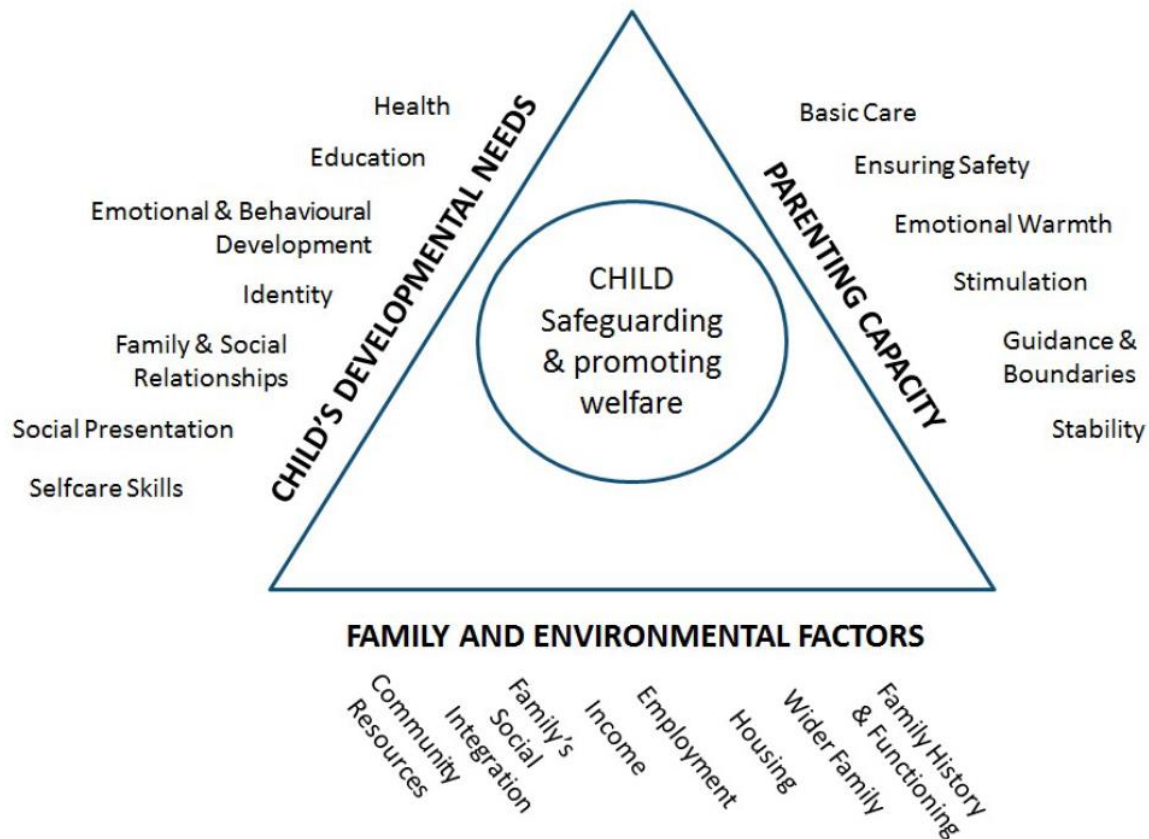 Health
Education
Emotional & Behavioural
Development
Identity
Family & Social
Relationships
Social Presentation
Selfcare Skills
CHILD'S DEVELOPMENTAL NEEDS
CHILD
Safeguarding
& promoting
welfare
PARENTING CAPACITY
Basic Care
Ensuring Safety
Emotional Warmth
Stimulation
Guidance &
Boundaries
Stability
FAMILY AND ENVIRONMENTAL FACTORS
Community
Resources
Family's
Social
Integration
Income
Employment
Housing
Wider Family
Family History
& Functioning